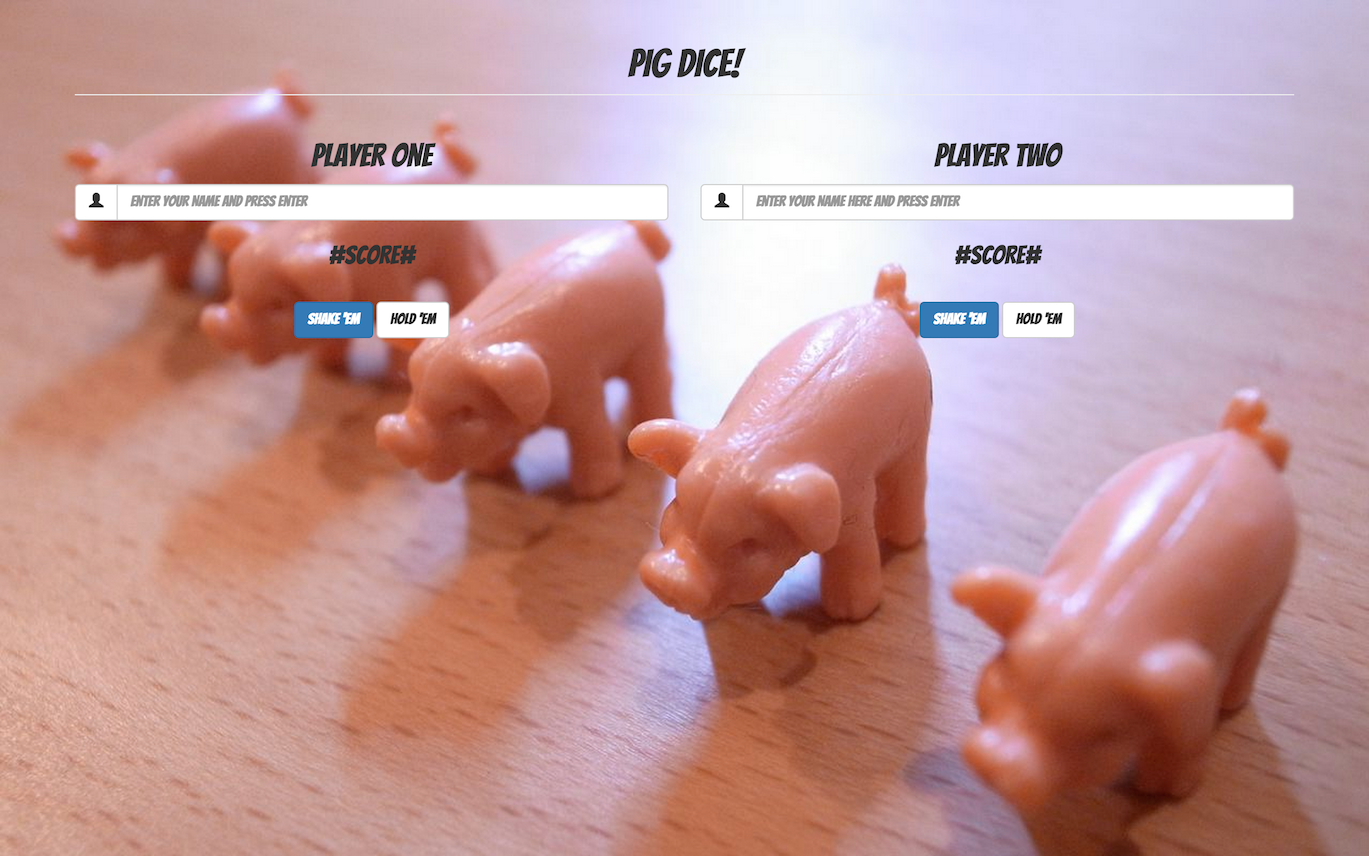 PIG DICE!
PLAYER ONE
ENTER YOUR NAME AND PRESS ENTER
#SCORE#
SHAKE 'EM HOLD 'EM
PLAYER TWO
ENTER YOUR NAME HERE AND PRESS ENTER
#SCORE#
SHAKE 'EM HOLD 'EM